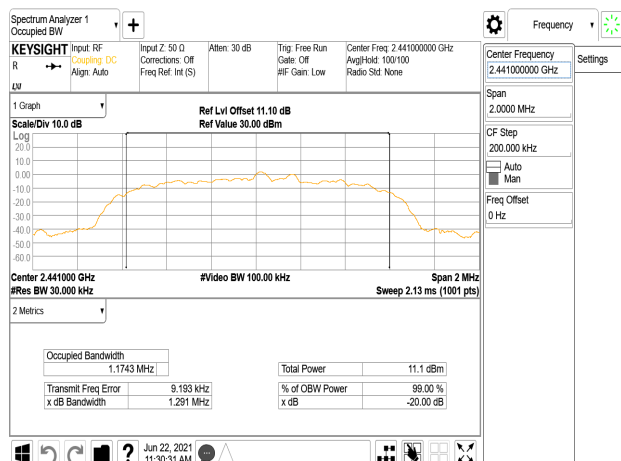 Spectrum Analyzer 1
Occupied BW
Frequency
KEYSIGHT
R
Input: RF
Coupling: DC
Align: Auto
Input Z: 50 Ω
Corrections: Off
Freq Ref: Int (S)
Atten: 30 dB
Trig: Free Run
Gate: Off
#IF Gain: Low
Center Freq: 2.441000000 GHz
Avg|Hold: 100/100
Radio Std: None
Center Frequency
2.441000000 GHz
Settings
Span
2.0000 MHz
CF Step
200.000 kHz
Auto
Man
Freq Offset
0 Hz
1 Graph
Scale/Div 10.0 dB
Ref Lvl Offset 11.10 dB
Ref Value 30.00 dBm
Log
20.0
10.0
0.00
-10.0
-20.0
-30.0
-40.0
-50.0
-60.0
Center 2.441000 GHz
#Res BW 30.000 kHz
#Video BW 100.00 kHz
Span 2 MHz
Sweep 2.13 ms (1001 pts)
2 Metrics
Occupied Bandwidth
1.1743 MHz
Transmit Freq Error 9.193 kHz
x dB Bandwidth 1.291 MHz
Total Power 11.1 dBm
% of OBW Power 99.00 %
x dB -20.00 dB
?
Jun 22, 2021
11:30:31 AM